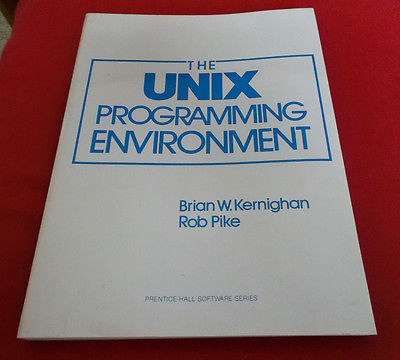 THE
UNIX
PROGRAMMING
ENVIRONMENT
Brian W. Kernighan
Rob Pike
PRENTICE-HALL SOFTWARE SERIES